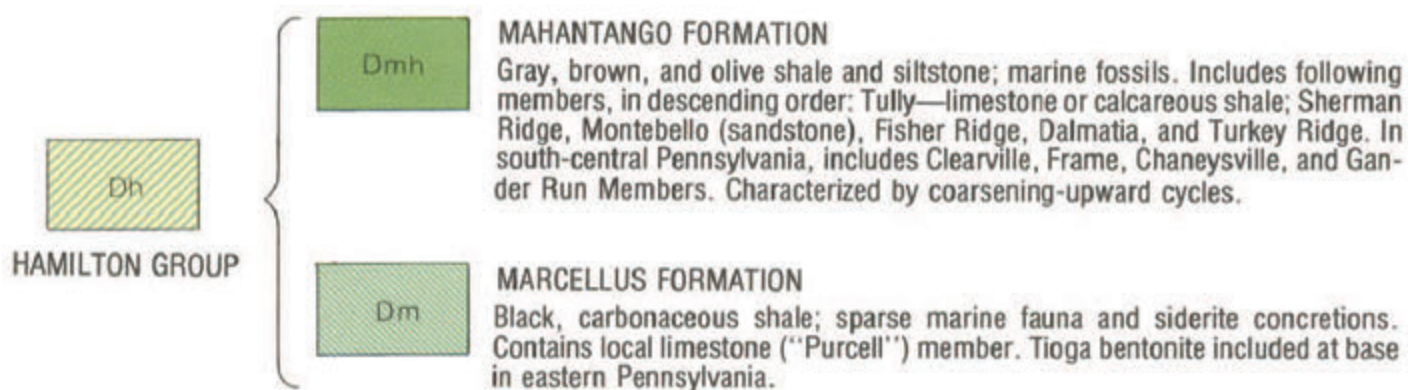 Dmh
MAHANTANGO FORMATION
Gray, brown, and olive shale and siltstone; marine fossils. Includes following
members, in descending order: Tully—limestone or calcareous shale; Sherman
Ridge, Montebello (sandstone), Fisher Ridge, Dalmatia, and Turkey Ridge. In
south-central Pennsylvania, includes Clearville, Frame, Chaneysville, and Gan-
der Run Members. Characterized by coarsening-upward cycles.
Dh
HAMILTON GROUP
Dm
MARCELLUS FORMATION
Black, carbonaceous shale; sparse marine fauna and siderite concretions.
Contains local limestone (‘‘Purcell’’) member. Tioga bentonite included at base
in eastern Pennsylvania.